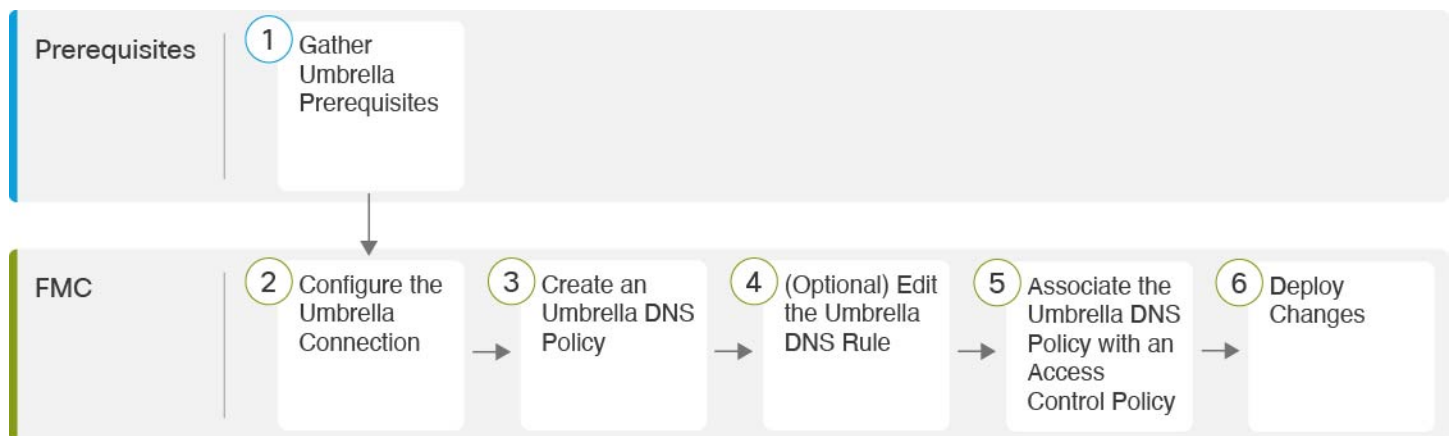 Prerequisites
1
Gather
Umbrella
Prerequisites
FMC
2
Configure the
Umbrella
Connection
3
Create an
Umbrella DNS
Policy
4
(Optional) Edit
the Umbrella
DNS Rule
5
Associate the
Umbrella DNS
Policy with an
Access
Control Policy
6
Deploy
Changes